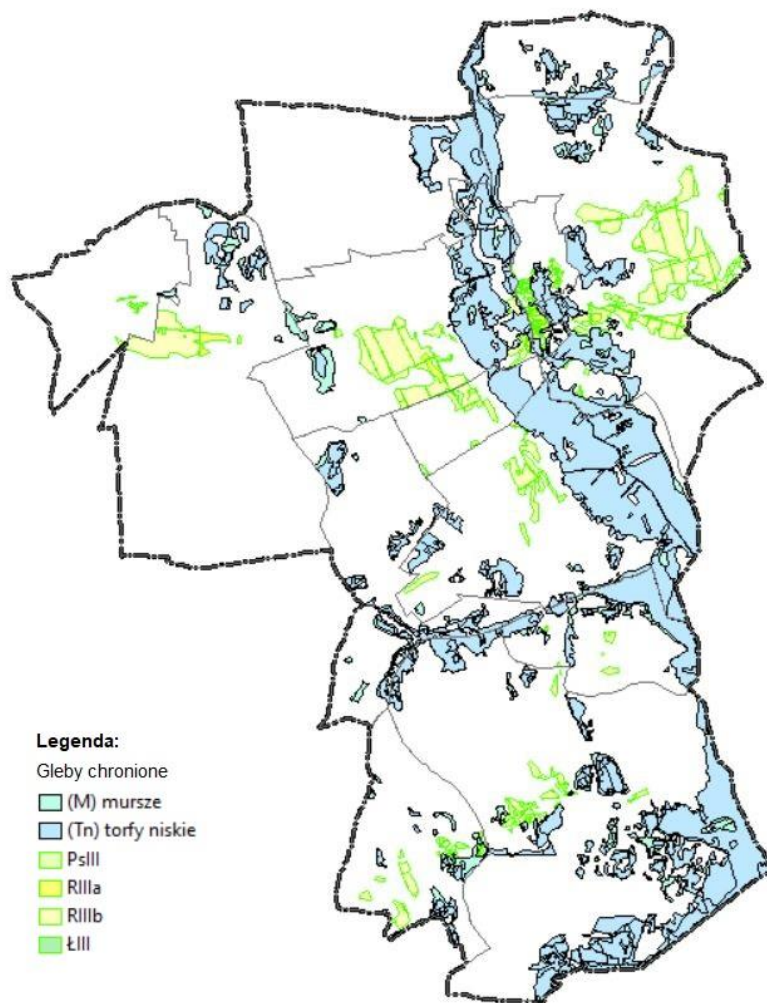 Legenda:
Gleby chronione
(M) mursze
(Tn) torfy niskie
PsIII
RIIIa
RIIIb
ŁIII